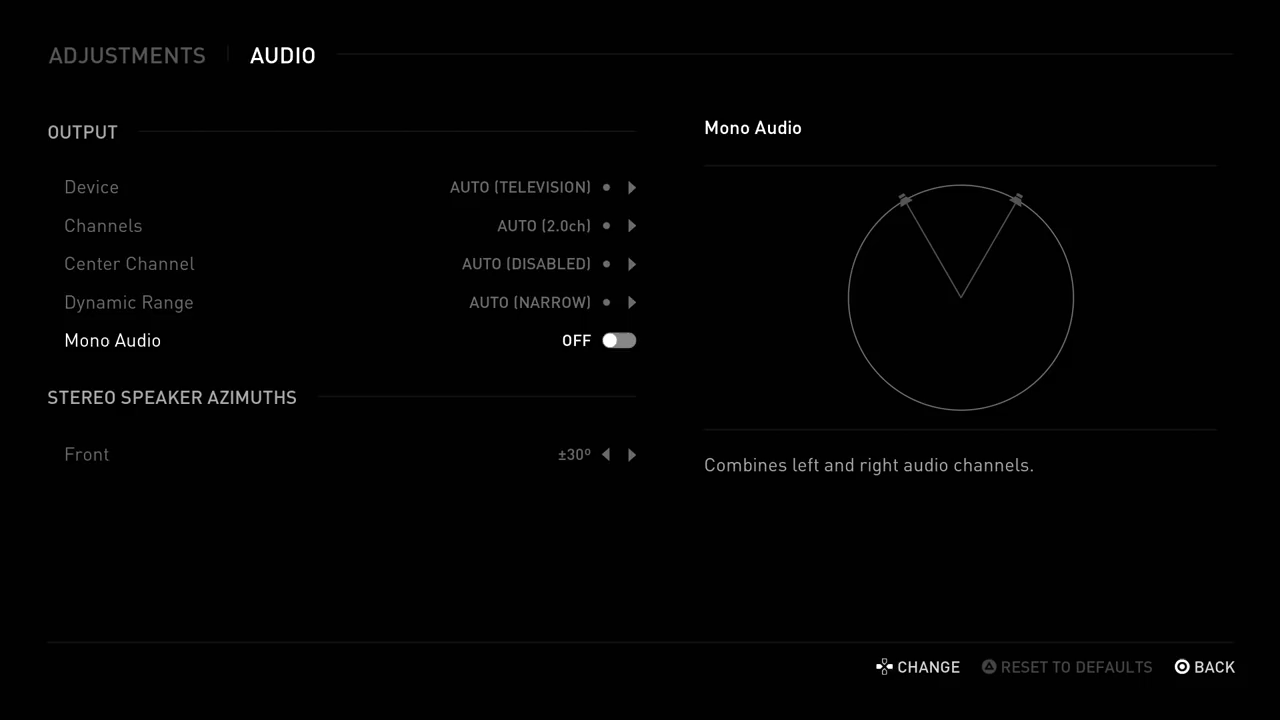 ADJUSTMENTS | AUDIO
OUTPUT
Mono Audio
Device AUTO (TELEVISION)
Channels AUTO (2.0ch)
Center Channel AUTO (DISABLED)
Dynamic Range AUTO (NARROW)
Mono Audio OFF
STEREO SPEAKER AZIMUTHS
Front ±30º
Combines left and right audio channels.
CHANGE RESET TO DEFAULTS BACK